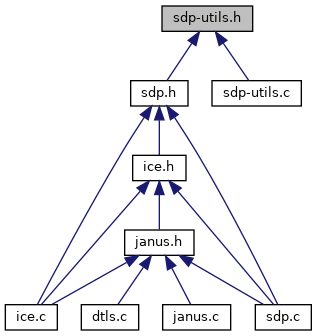 sdp-utils.h
sdp.h
sdp-utils.c
ice.h
janus.h
ice.c
dtls.c
janus.c
sdp.c